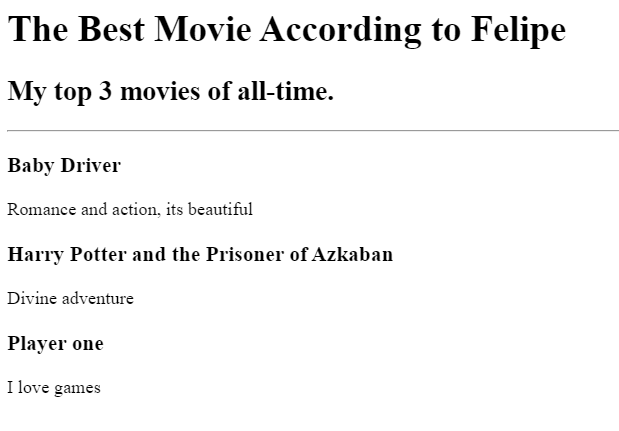 The Best Movie According to Felipe
My top 3 movies of all-time.
Baby Driver
Romance and action, its beautiful
Harry Potter and the Prisoner of Azkaban
Divine adventure
Player one
I love games